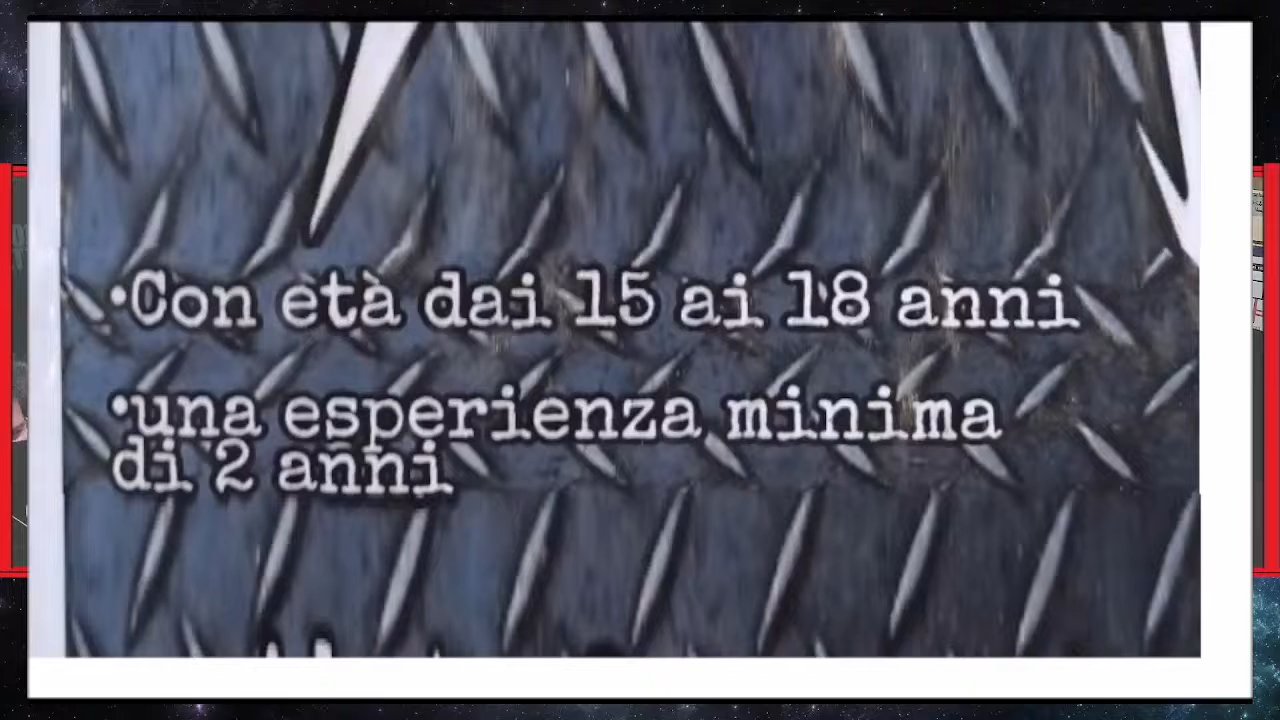 •Con età dai 15 ai 18 anni
•una esperienza minima
di 2 anni